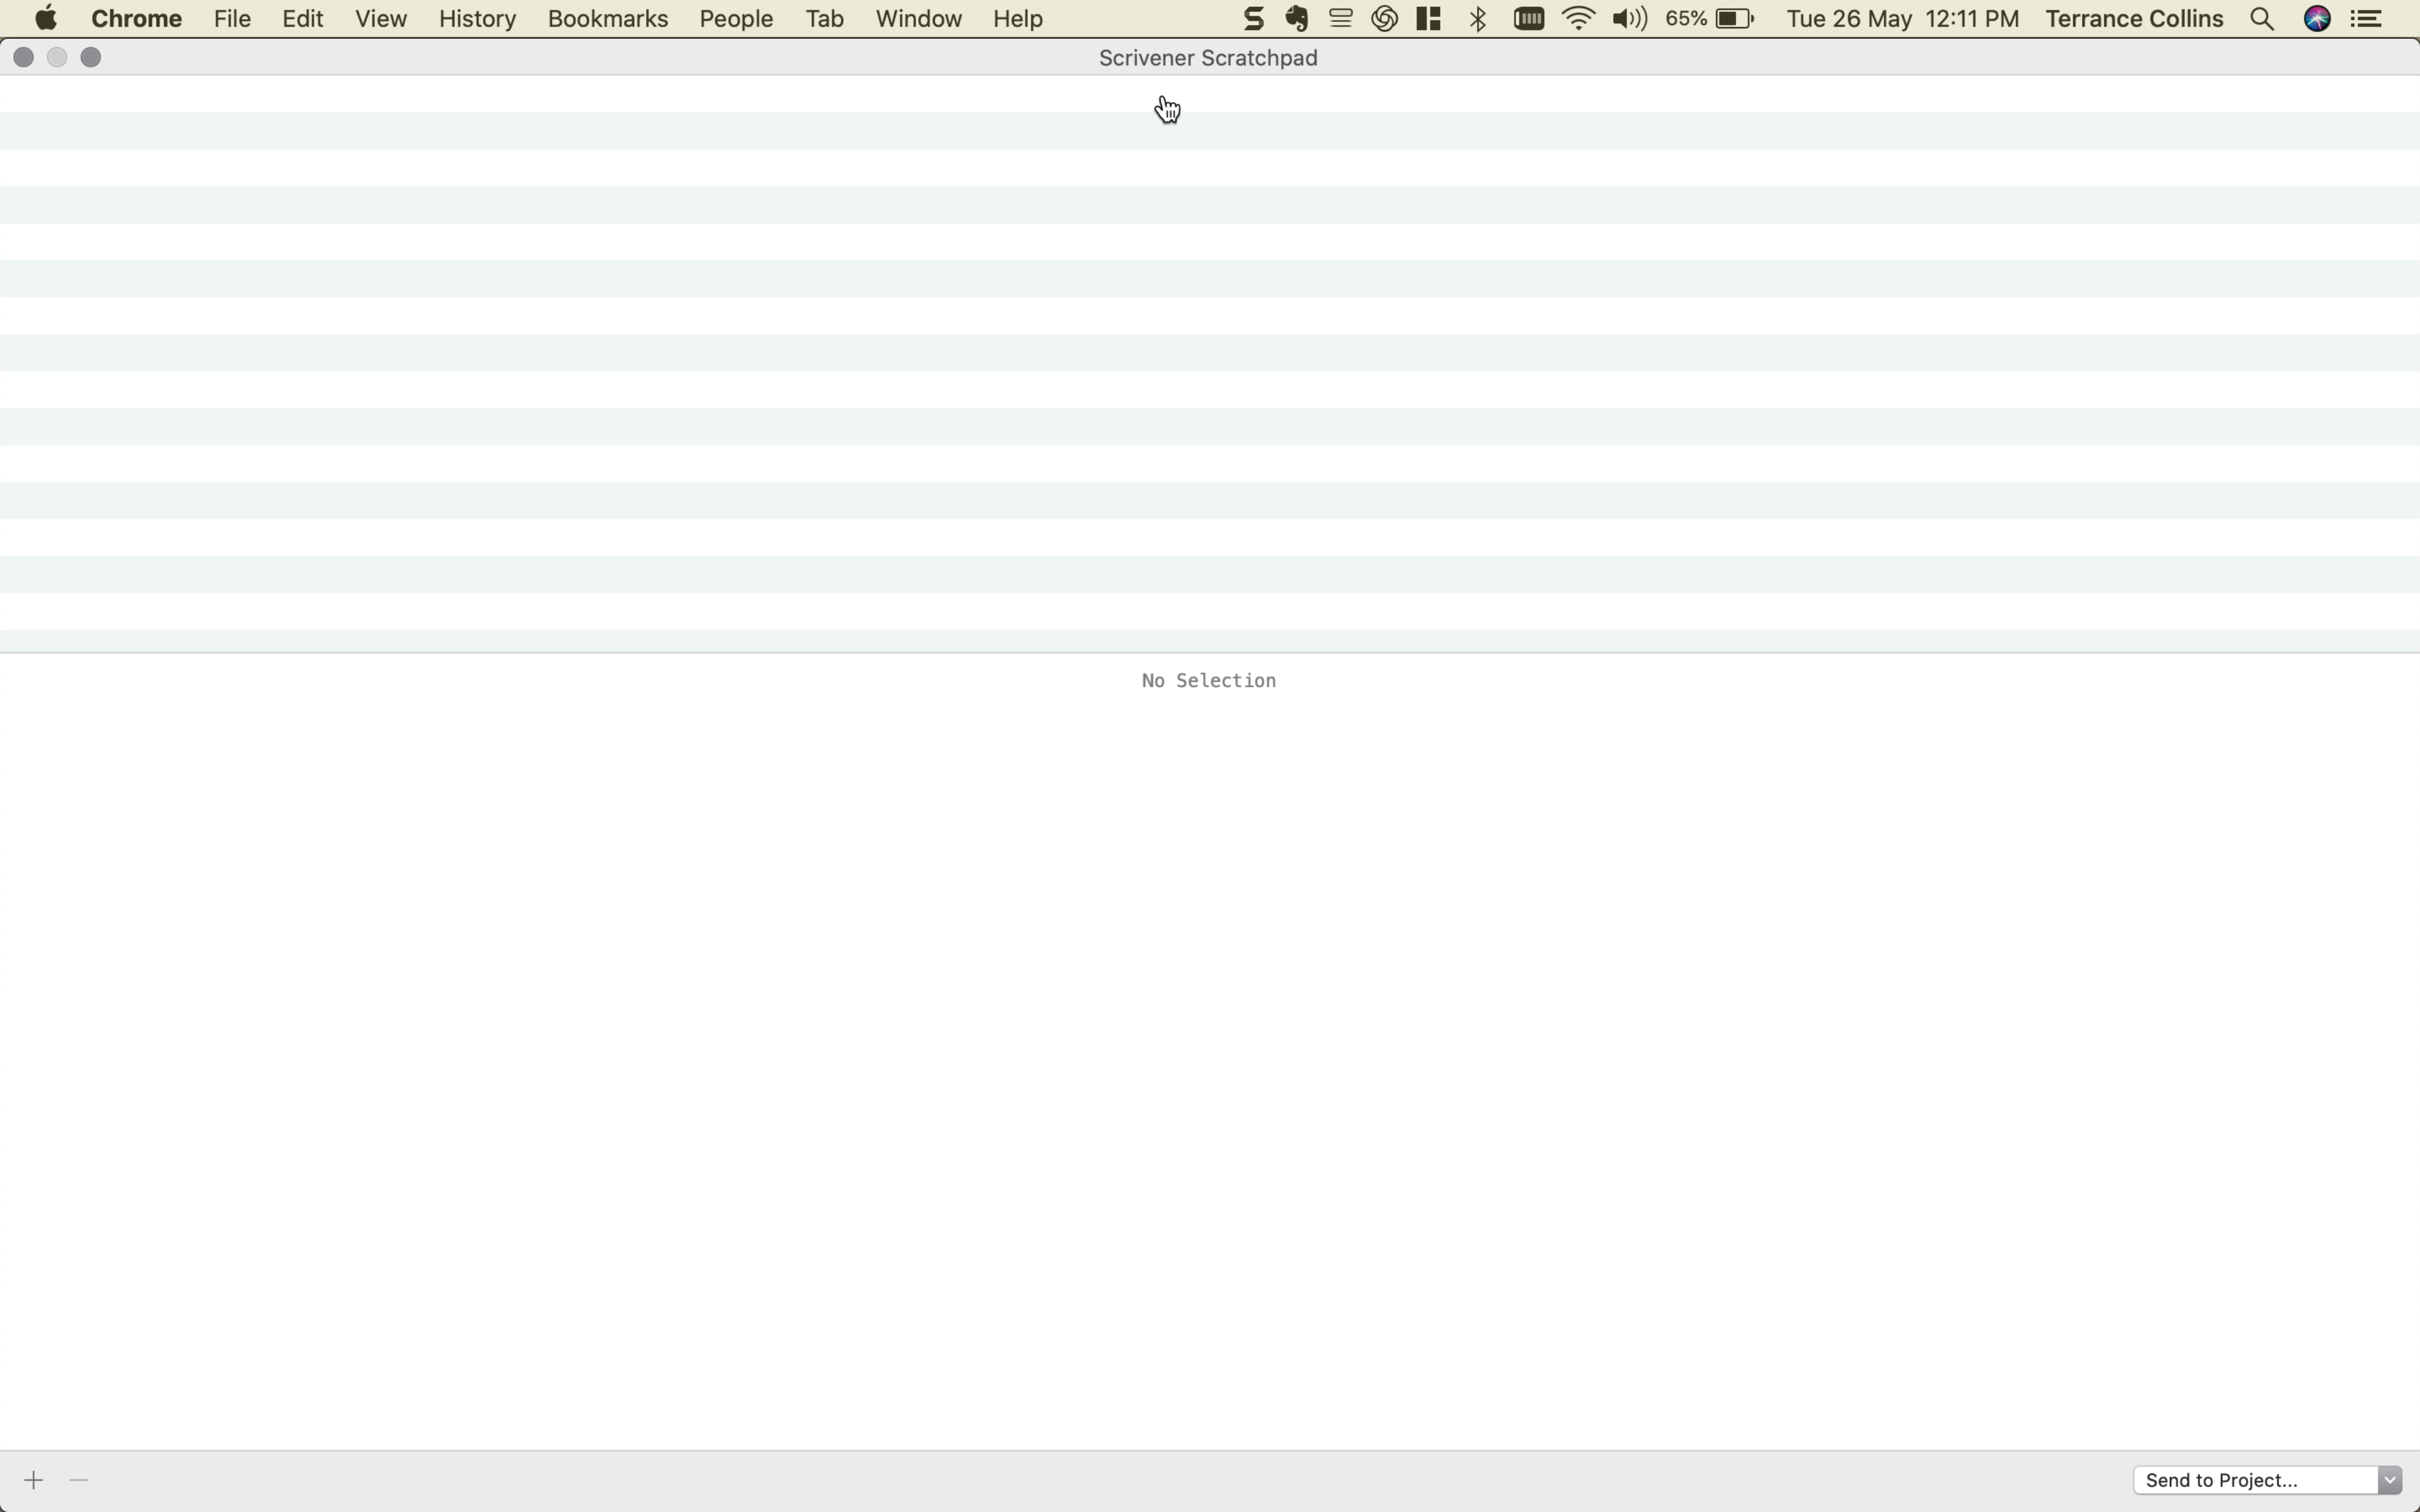 Chrome File Edit View History Bookmarks People Tab Window Help 65% Tue 26 May 12:11 PM Terrance Collins
Scrivener Scratchpad
No Selection
Send to Project...